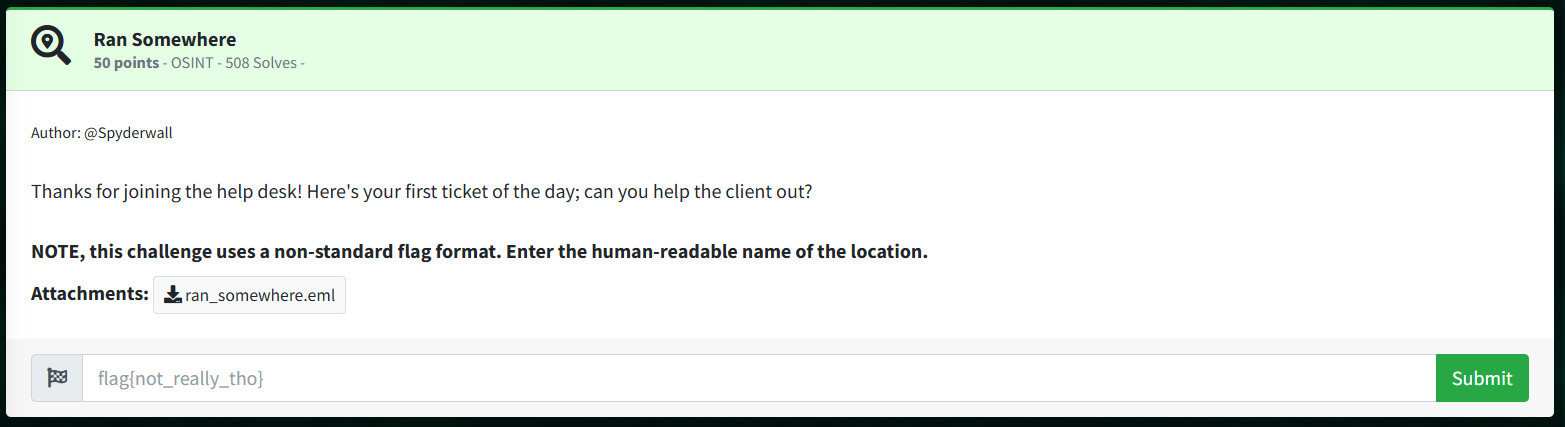 Ran Somewhere
50 points - OSINT - 508 Solves -
Author: @Spyderwall
Thanks for joining the help desk! Here's your first ticket of the day; can you help the client out?
NOTE, this challenge uses a non-standard flag format. Enter the human-readable name of the location.
Attachments: ran_somewhere.eml
flag{not_really_tho} Submit